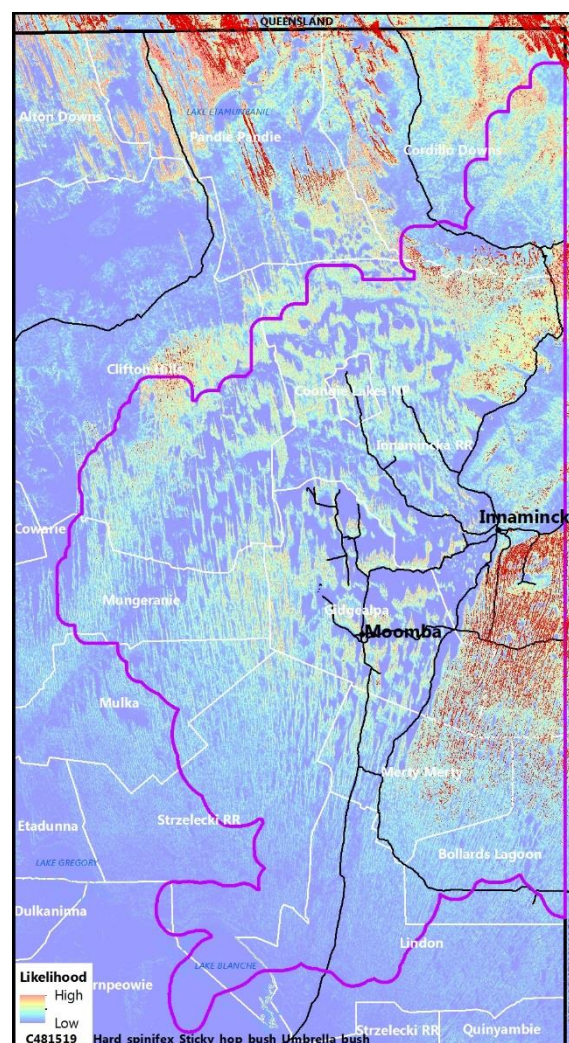 QUEENSLAND
LAKE ETAMUNBANIE
Alton Downs
Pandie Pandie
Cordillo Downs
Clifton Hills
Coongie Lakes NP
Innamincka RR
Innaminck
Cowarie
Mungeranie
Gidgealpa
Moomba
Mulka
Merty Merty
Etadunna
Strzelecki RR
Bollards Lagoon
LAKE GREGORY
Dulkaninna
Lindon
LAKE BLANCHE
Likelihood
High
Low
rnpeowie
Strzelecki RR
Quinyambie
C481519 Hard spinifex Sticky hop bush Umbrella bush